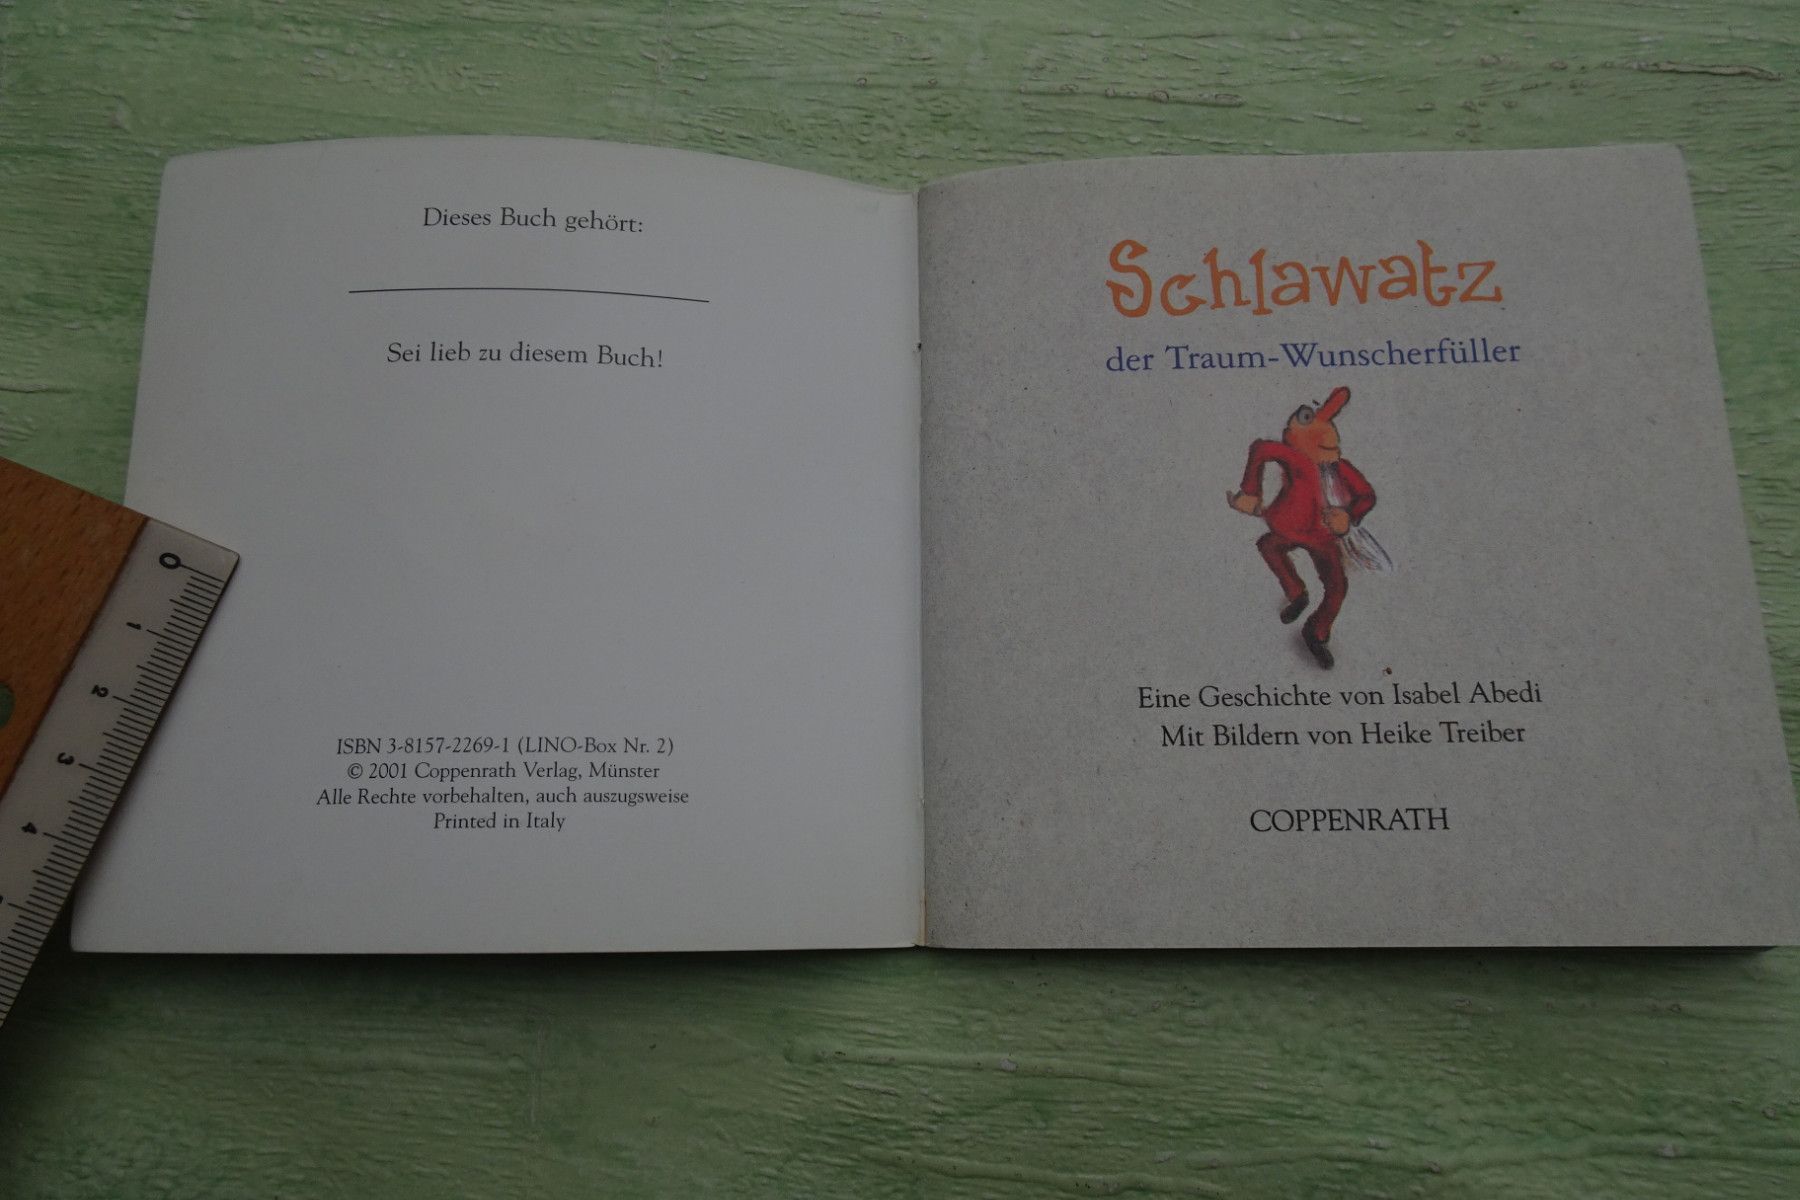 Dieses Buch gehört:
Sei lieb zu diesem Buch!
ISBN 3-8157-2269-1 (LINO-Box Nr. 2)
© 2001 Coppenrath Verlag, Münster
Alle Rechte vorbehalten, auch auszugsweise
Printed in Italy
Schlawatz
der Traum-Wunscherfüller
Eine Geschichte von Isabel Abedi
Mit Bildern von Heike Treiber
COPPENRATH
0
1
2
3
4